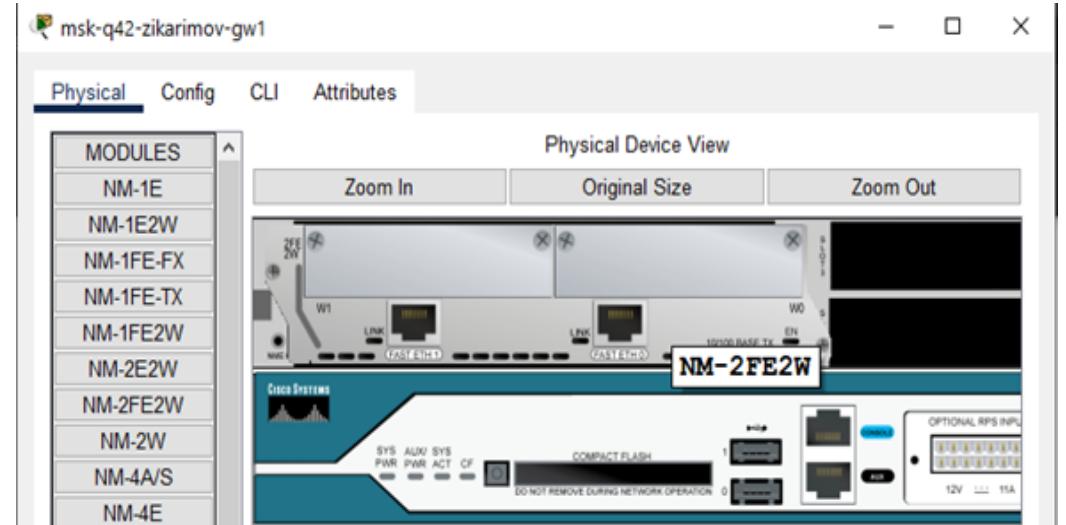 msk-q42-zikarimov-gw1
Physical Config CLI Attributes
MODULES
NM-1E
NM-1E2W
NM-1FE-FX
NM-1FE-TX
NM-1FE2W
NM-2E2W
NM-2FE2W
NM-2W
NM-4A/S
NM-4E
Physical Device View
Zoom In Original Size Zoom Out
2FE
2W
W1 W0
LINK LINK EN
FAST ETH 1 FAST ETH 0 10/100 BASE TX
NM-2FE2W
CISCO SYSTEMS
SYS AUX/ SYS
PWR PWR ACT CF
COMPACT FLASH
DO NOT REMOVE DURING NETWORK OPERATION
1
0
CONSOLE
AUX
OPTIONAL RPS INPU
12V 11A